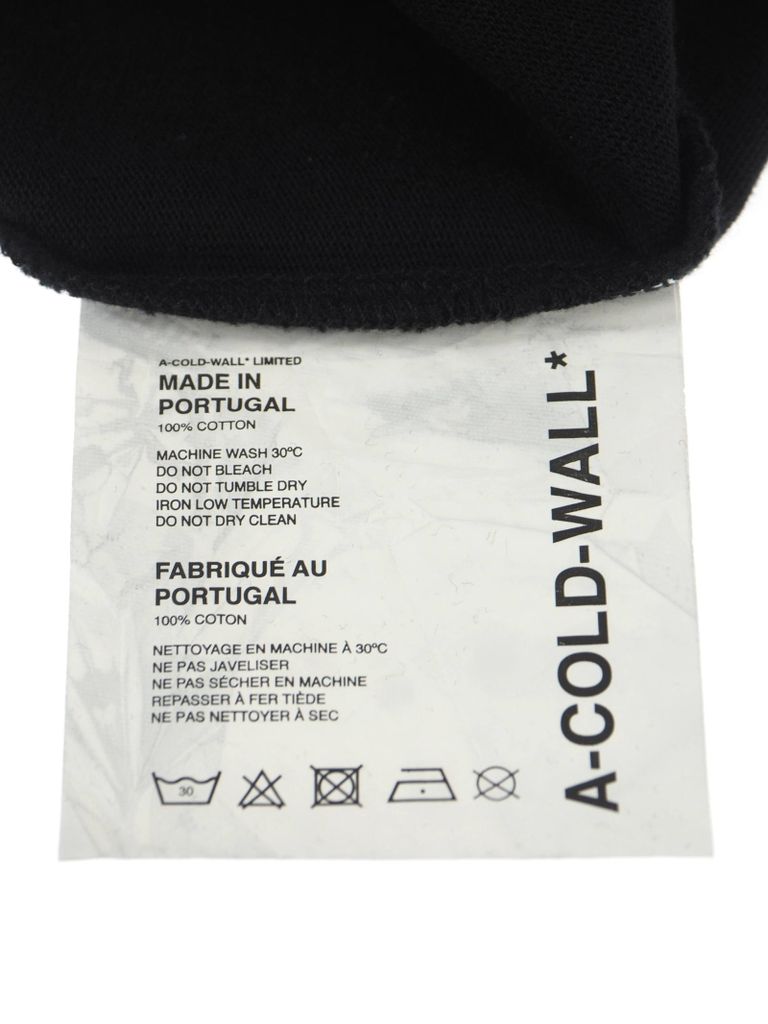 A-COLD-WALL* LIMITED
MADE IN
PORTUGAL
100% COTTON
MACHINE WASH 30ºC
DO NOT BLEACH
DO NOT TUMBLE DRY
IRON LOW TEMPERATURE
DO NOT DRY CLEAN
FABRIQUÉ AU
PORTUGAL
100% COTON
NETTOYAGE EN MACHINE À 30ºC
NE PAS JAVELISER
NE PAS SÉCHER EN MACHINE
REPASSER À FER TIÈDE
NE PAS NETTOYER À SEC
30
A-COLD-WALL*